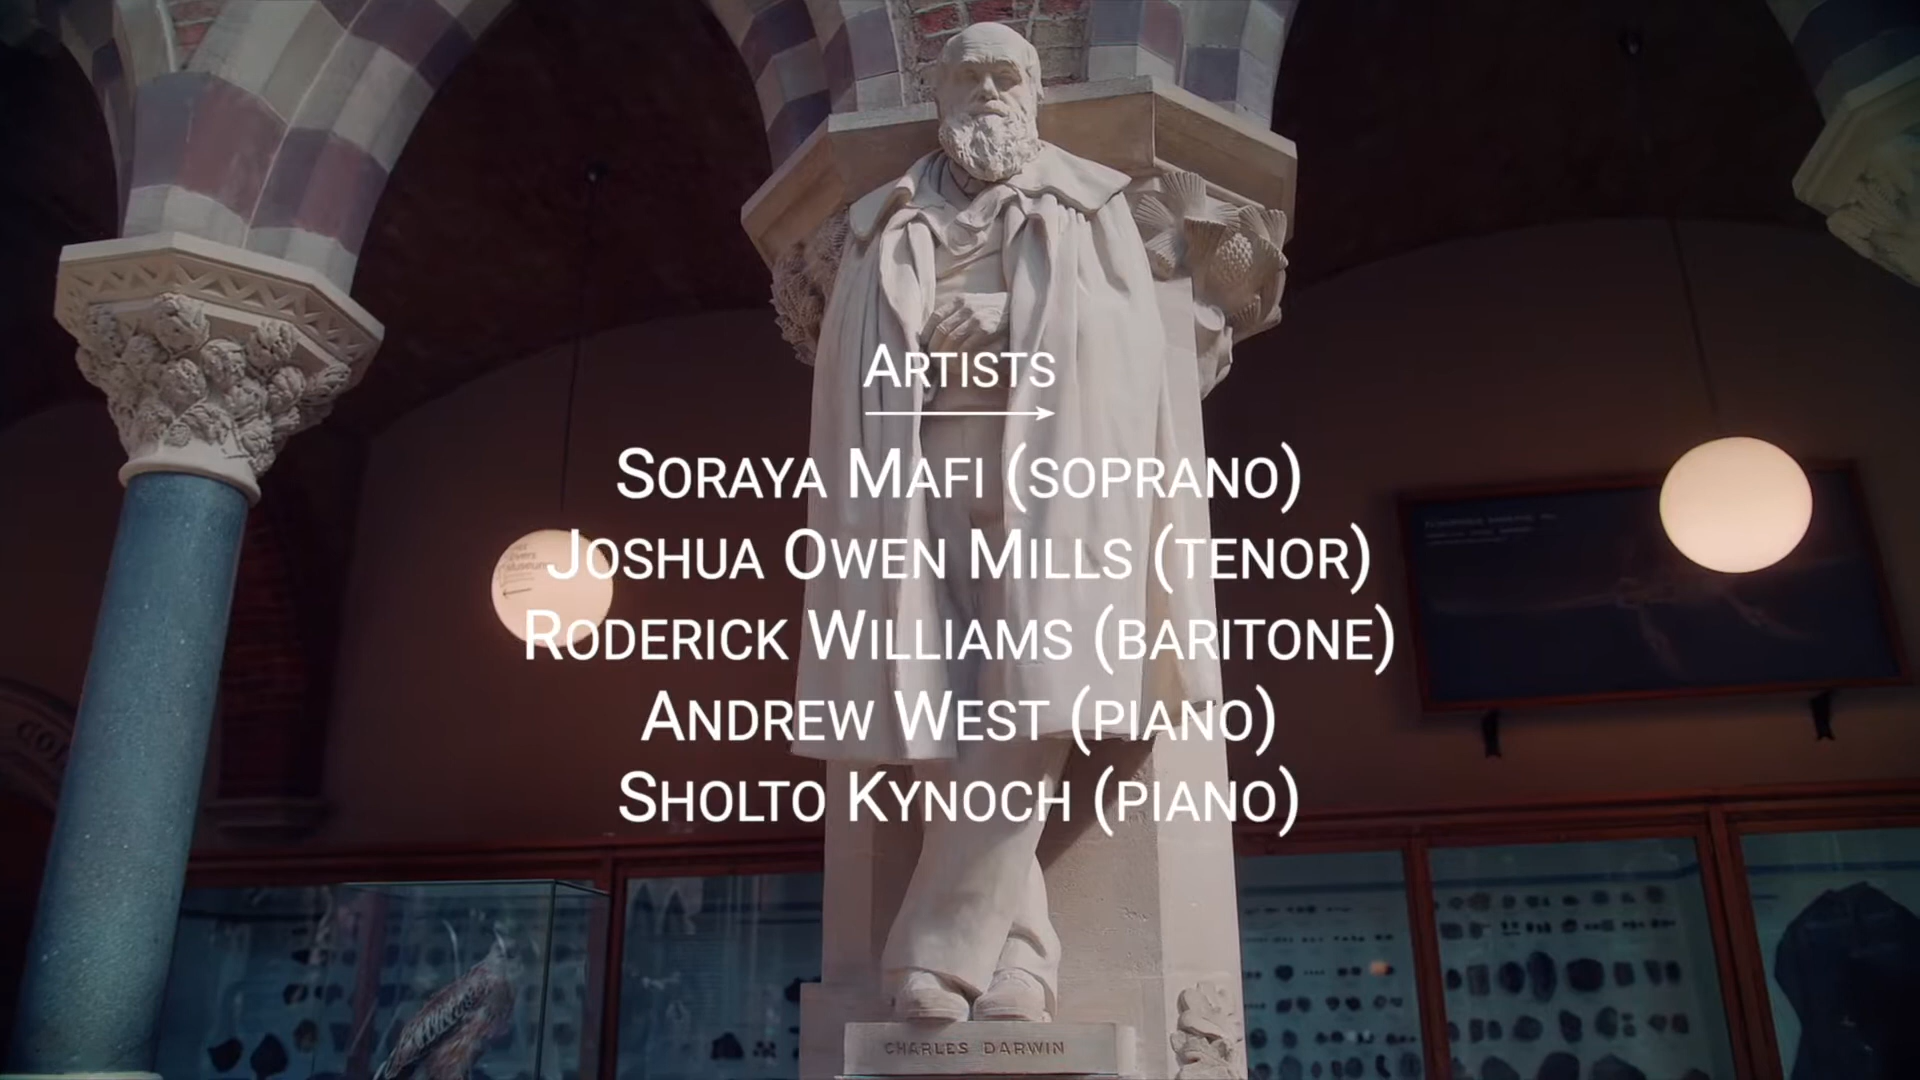 ARTISTS
SORAYA MAFI (SOPRANO)
JOSHUA OWEN MILLS (TENOR)
RODERICK WILLIAMS (BARITONE)
ANDREW WEST (PIANO)
SHOLTO KYNOCH (PIANO)
CHARLES DARWIN